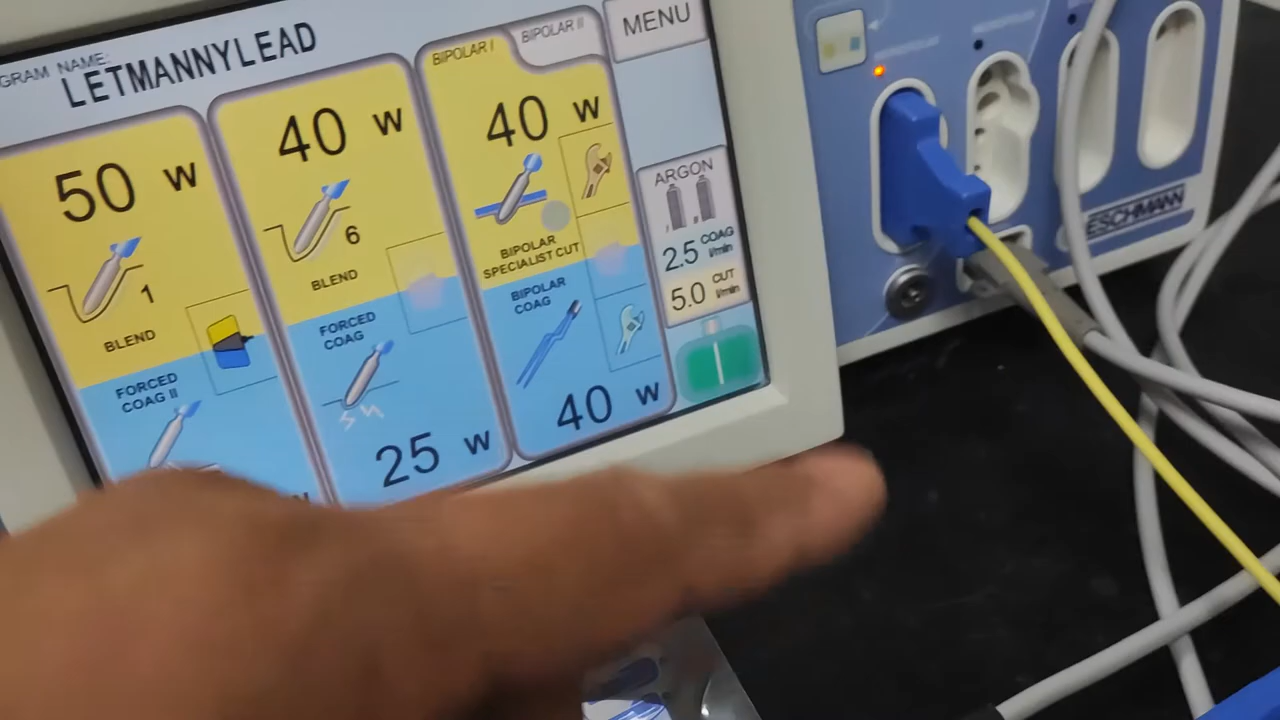 GRAM NAME:
LETMANNYLEAD
MENU
BIPOLAR I
BIPOLAR II
50 W
1
BLEND
FORCED
COAG II
W
40 W
6
BLEND
FORCED
COAG
25 W
40 W
BIPOLAR
SPECIALIST CUT
BIPOLAR
COAG
40 W
ARGON
2.5 COAG
l/min
5.0 CUT
l/min
ESCHMANN